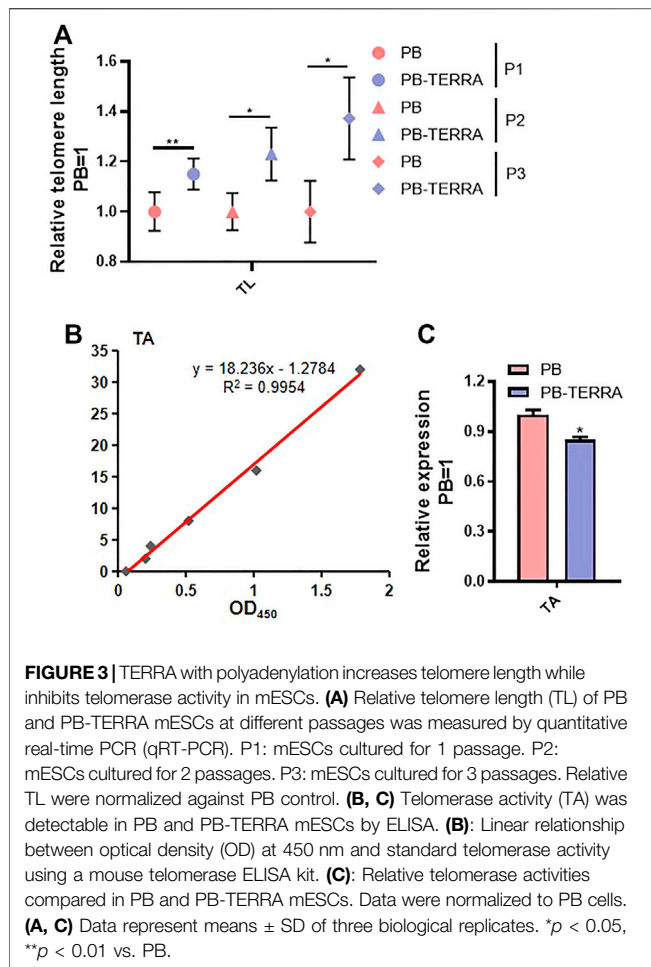 A
Relative telomere length
PB=1
1.6
1.4
1.2
1.0
0.8
**
*
*
TL
PB
PB-TERRA
P1
PB
PB-TERRA
P2
PB
PB-TERRA
P3
B
TA
y = 18.236x - 1.2784
R² = 0.9954
35
30
25
20
15
10
5
0
0 0.5 1 1.5 2
OD₄₅₀
C
PB
PB-TERRA
Relative expression
PB=1
1.2
0.9
0.6
0.3
0.0
*
TA
FIGURE 3 | TERRA with polyadenylation increases telomere length while
inhibits telomerase activity in mESCs. (A) Relative telomere length (TL) of PB
and PB-TERRA mESCs at different passages was measured by quantitative
real-time PCR (qRT-PCR). P1: mESCs cultured for 1 passage. P2:
mESCs cultured for 2 passages. P3: mESCs cultured for 3 passages. Relative
TL were normalized against PB control. (B, C) Telomerase activity (TA) was
detectable in PB and PB-TERRA mESCs by ELISA. (B): Linear relationship
between optical density (OD) at 450 nm and standard telomerase activity
using a mouse telomerase ELISA kit. (C): Relative telomerase activities
compared in PB and PB-TERRA mESCs. Data were normalized to PB cells.
(A, C) Data represent means ± SD of three biological replicates. *p < 0.05,
**p < 0.01 vs. PB.